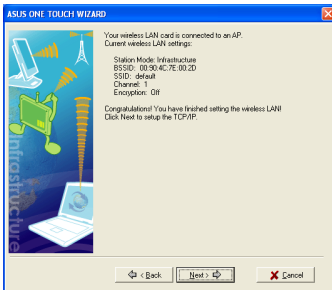 ASUS ONE TOUCH WIZARD
Your wireless LAN card is connected to an AP.
Current wireless LAN settings:
Station Mode: Infrastructure
BSSID: 00:90:4C:7E:00:2D
SSID: default
Channel: 1
Encryption: Off
Congratulations! You have finished setting the wireless LAN!
Click Next to setup the TCP/IP.
Infrastructure
< Back
Next >
Cancel